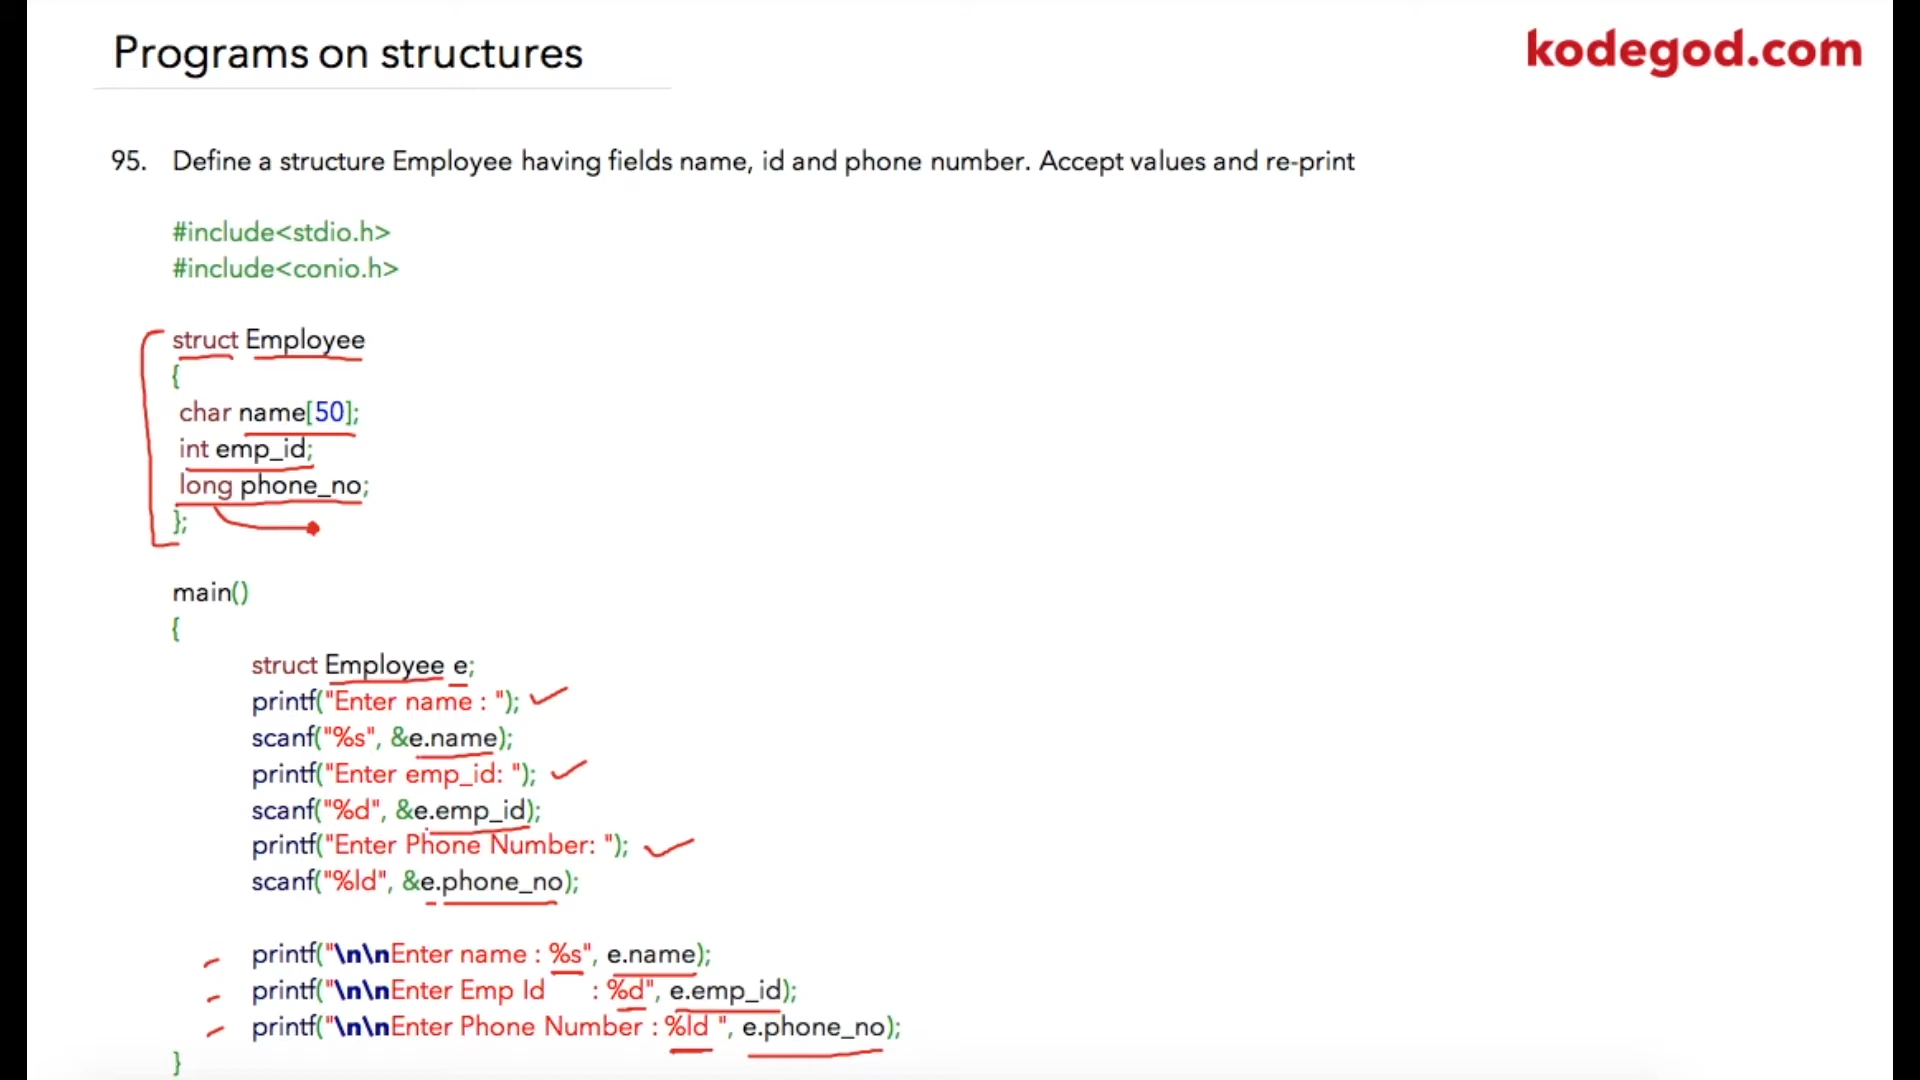 Programs on structures
kodegod.com
95. Define a structure Employee having fields name, id and phone number. Accept values and re-print
#include<stdio.h>
#include<conio.h>
struct Employee
{
char name[50];
int emp_id;
long phone_no;
};
main()
{
struct Employee e;
printf("Enter name : ");
scanf("%s", &e.name);
printf("Enter emp_id: ");
scanf("%d", &e.emp_id);
printf("Enter Phone Number: ");
scanf("%ld", &e.phone_no);
printf("\n\nEnter name : %s", e.name);
printf("\n\nEnter Emp Id : %d", e.emp_id);
printf("\n\nEnter Phone Number : %ld ", e.phone_no);
}